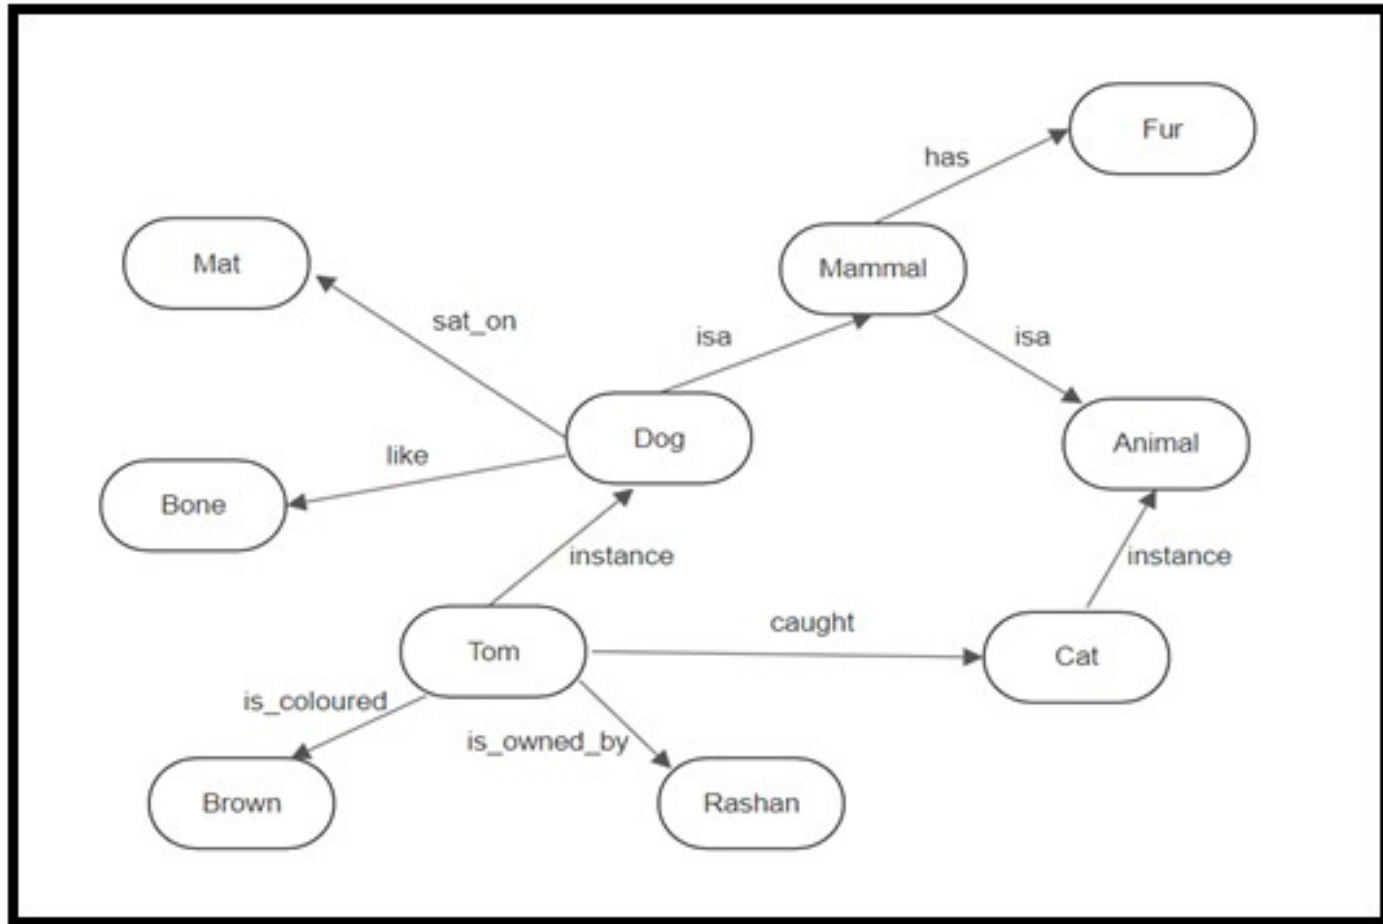 Fur
has
Mat
Mammal
sat_on
isa
isa
Dog
Animal
like
Bone
instance
instance
caught
Tom
Cat
is_coloured
is_owned_by
Brown
Rashan